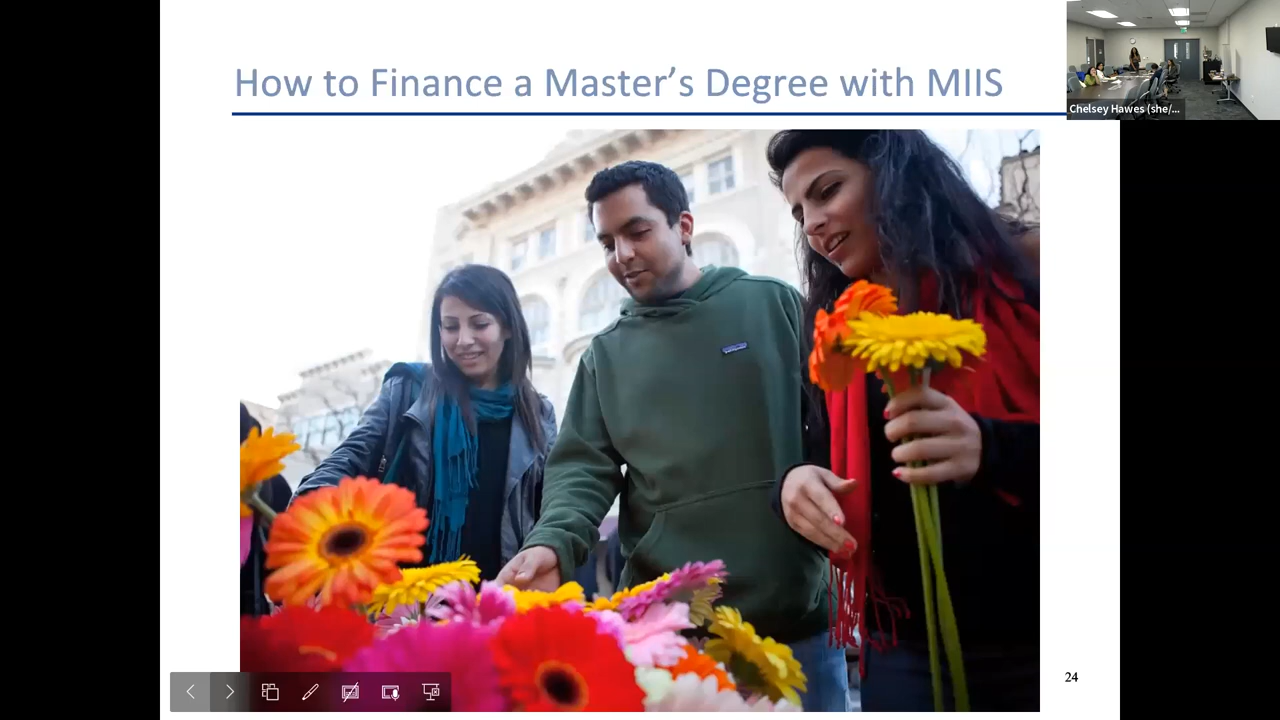 How to Finance a Master’s Degree with MIIS
Chelsey Hawes (she/...
24